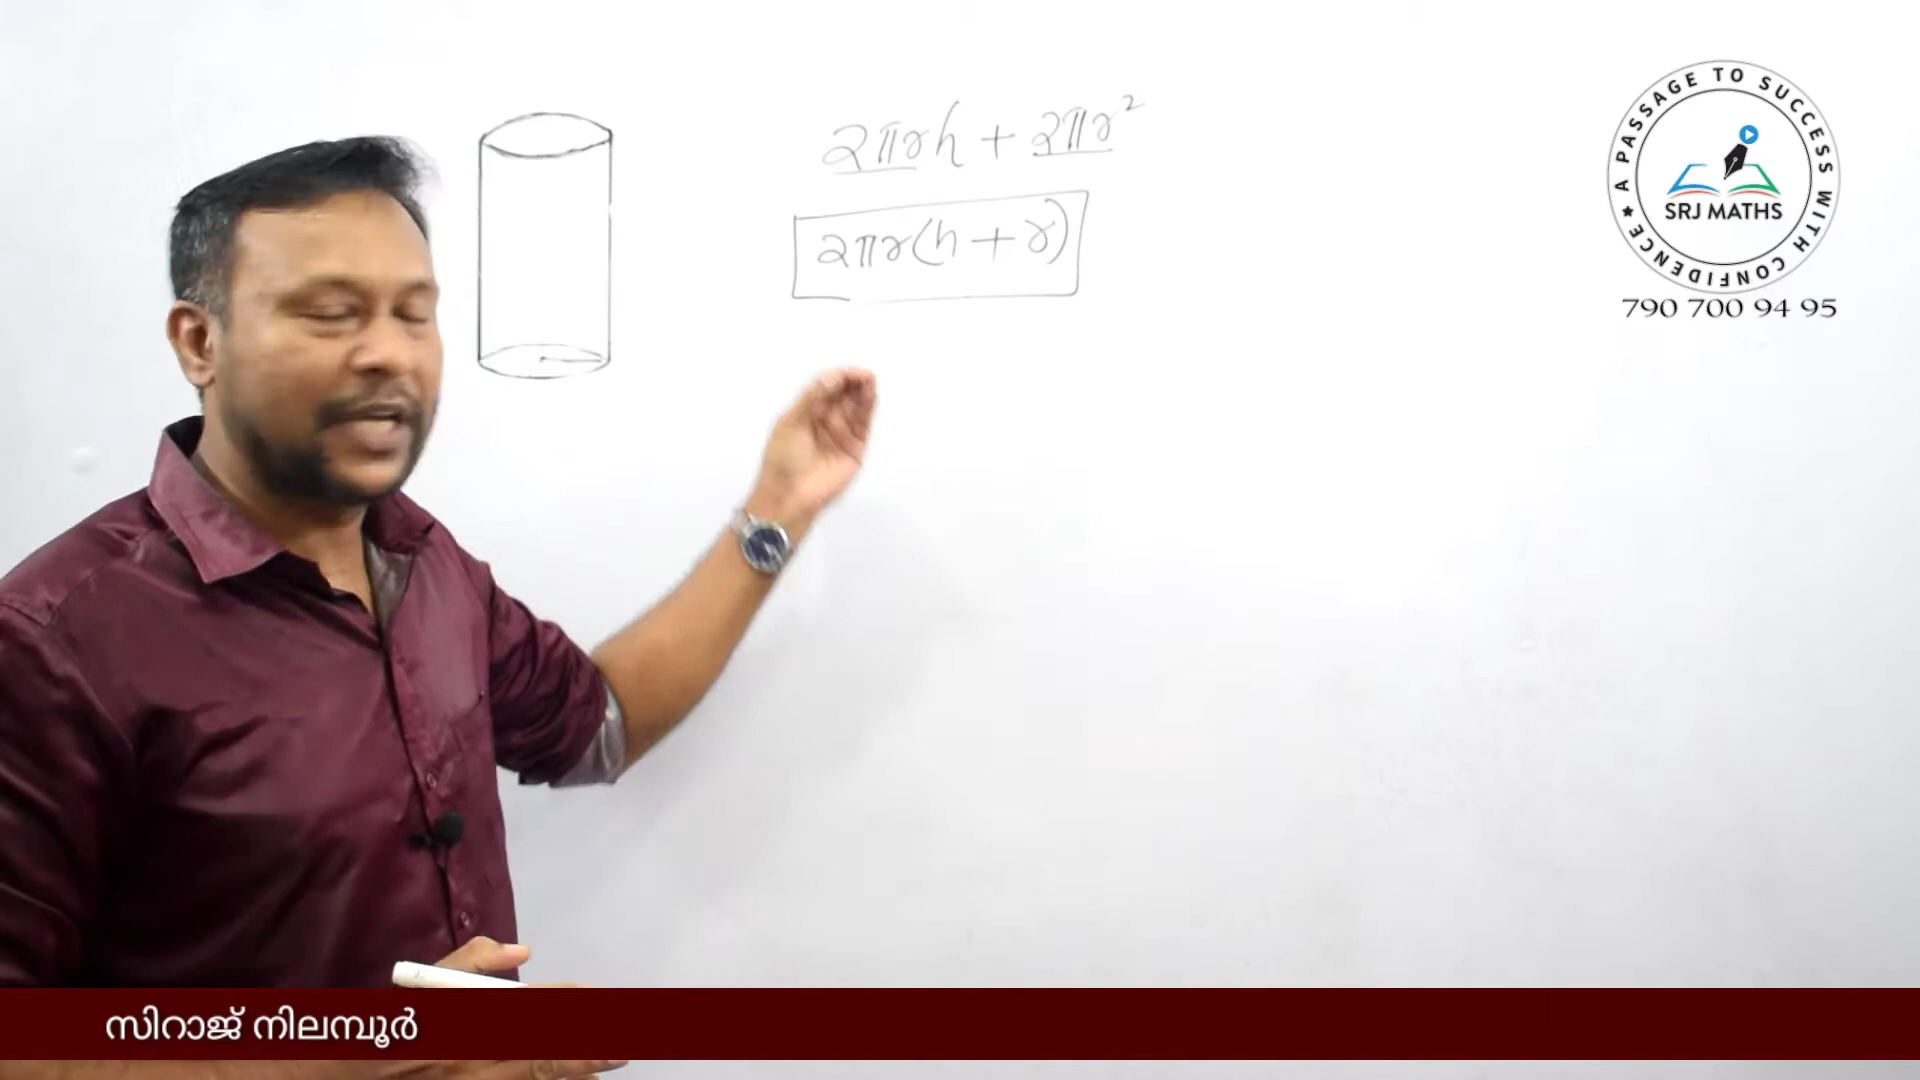 2πrh + 2πr²
2πr(h + r)
A PASSAGE TO SUCCESS WITH CONFIDENCE
SRJ MATHS
790 700 94 95
സിറാജ് നിലമ്പൂർ